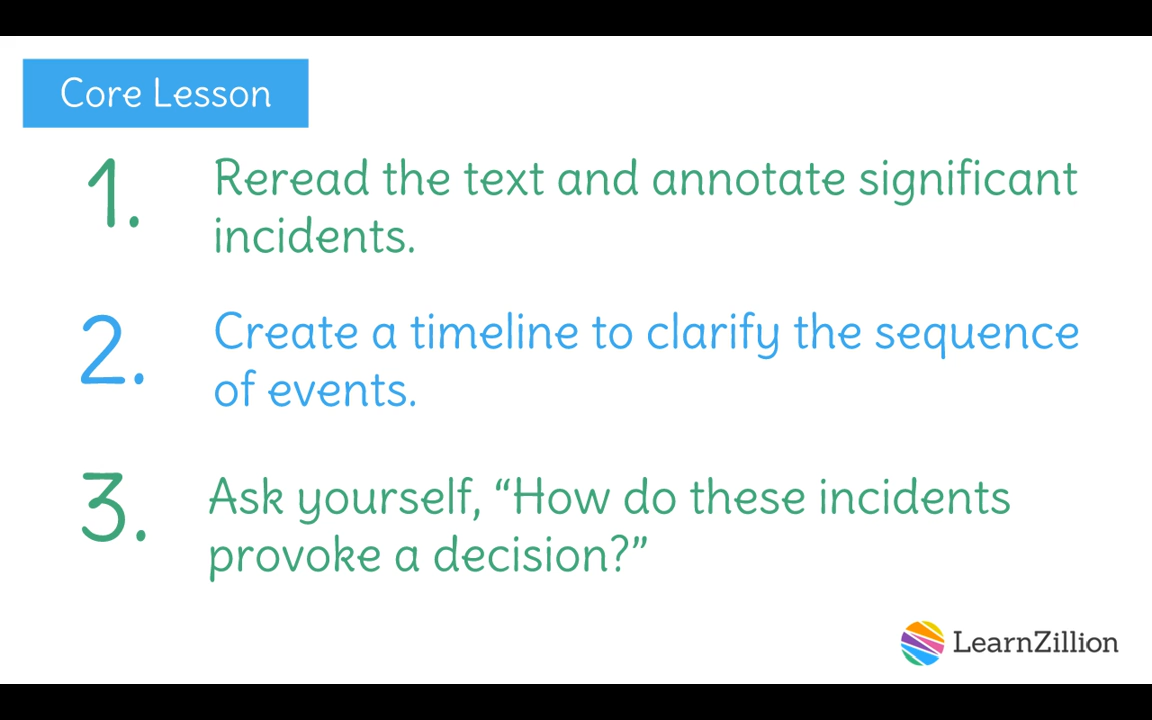 Core Lesson
1. Reread the text and annotate significant
incidents.
2. Create a timeline to clarify the sequence
of events.
3. Ask yourself, “How do these incidents
provoke a decision?”
LearnZillion